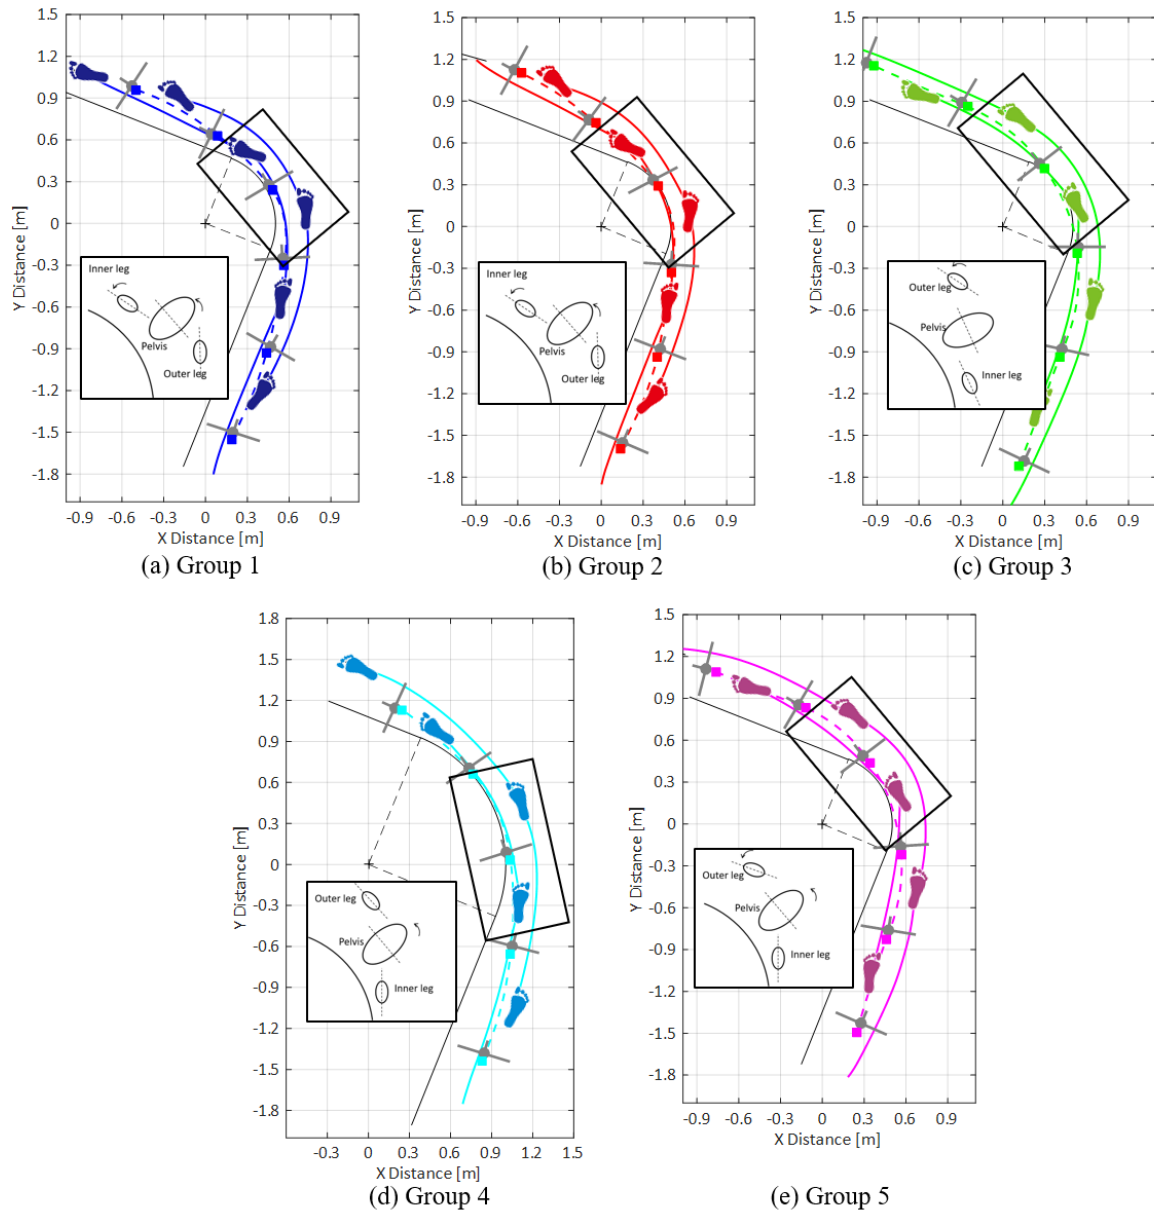 1.5
1.2
0.9
0.6
0.3
0
-0.3
-0.6
-0.9
-1.2
-1.5
-1.8
Y Distance [m]
Inner leg
Pelvis
Outer leg
-0.9 -0.6 -0.3 0 0.3 0.6 0.9
X Distance [m]
(a) Group 1
1.5
1.2
0.9
0.6
0.3
0
-0.3
-0.6
-0.9
-1.2
-1.5
-1.8
Y Distance [m]
Inner leg
Pelvis
Outer leg
-0.9 -0.6 -0.3 0 0.3 0.6 0.9
X Distance [m]
(b) Group 2
1.5
1.2
0.9
0.6
0.3
0
-0.3
-0.6
-0.9
-1.2
-1.5
-1.8
Y Distance [m]
Outer leg
Pelvis
Inner leg
-0.9 -0.6 -0.3 0 0.3 0.6 0.9
X Distance [m]
(c) Group 3
1.8
1.5
1.2
0.9
0.6
0.3
0
-0.3
-0.6
-0.9
-1.2
-1.5
-1.8
Y Distance [m]
Outer leg
Pelvis
Inner leg
-0.3 0 0.3 0.6 0.9 1.2 1.5
X Distance [m]
(d) Group 4
1.5
1.2
0.9
0.6
0.3
0
-0.3
-0.6
-0.9
-1.2
-1.5
-1.8
Y Distance [m]
Outer leg
Pelvis
Inner leg
-0.9 -0.6 -0.3 0 0.3 0.6 0.9
X Distance [m]
(e) Group 5